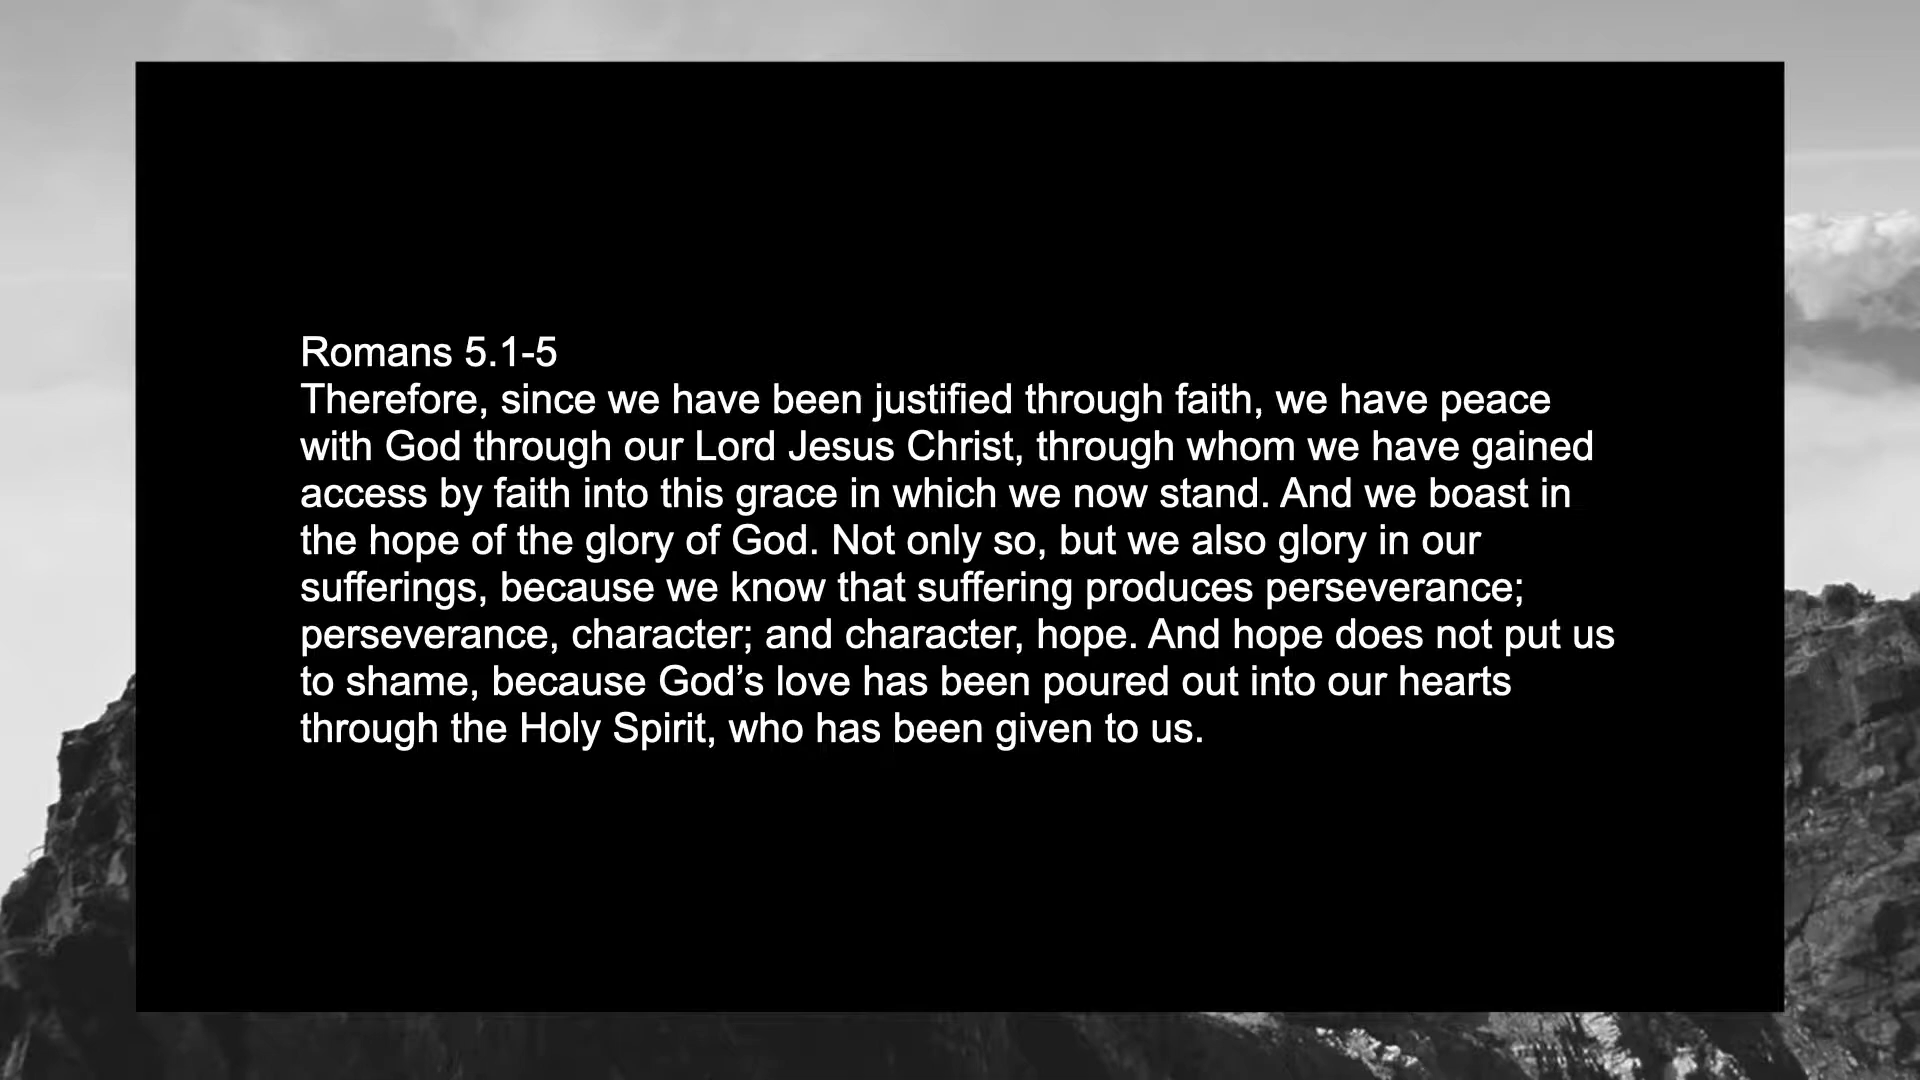 Romans 5.1-5
Therefore, since we have been justified through faith, we have peace
with God through our Lord Jesus Christ, through whom we have gained
access by faith into this grace in which we now stand. And we boast in
the hope of the glory of God. Not only so, but we also glory in our
sufferings, because we know that suffering produces perseverance;
perseverance, character; and character, hope. And hope does not put us
to shame, because God’s love has been poured out into our hearts
through the Holy Spirit, who has been given to us.